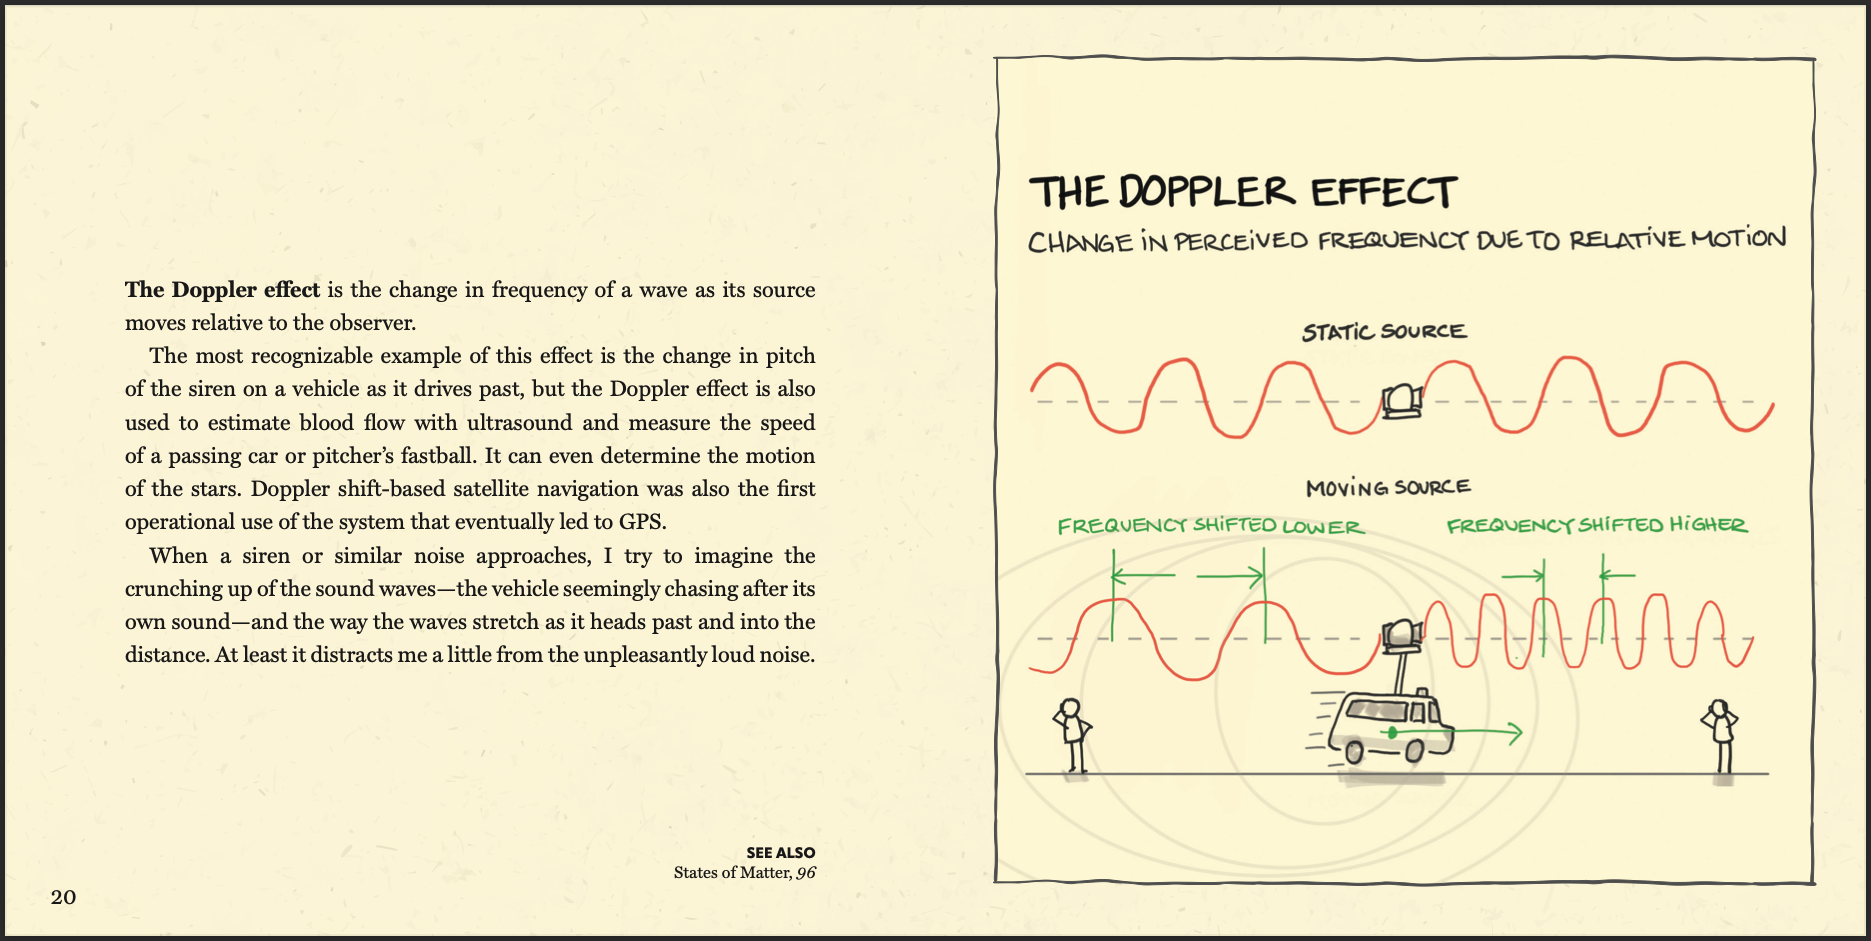 The Doppler effect is the change in frequency of a wave as its source
moves relative to the observer.
The most recognizable example of this effect is the change in pitch
of the siren on a vehicle as it drives past, but the Doppler effect is also
used to estimate blood flow with ultrasound and measure the speed
of a passing car or pitcher’s fastball. It can even determine the motion
of the stars. Doppler shift-based satellite navigation was also the first
operational use of the system that eventually led to GPS.
When a siren or similar noise approaches, I try to imagine the
crunching up of the sound waves—the vehicle seemingly chasing after its
own sound—and the way the waves stretch as it heads past and into the
distance. At least it distracts me a little from the unpleasantly loud noise.
SEE ALSO
States of Matter, 96
20
THE DOPPLER EFFECT
CHANGE IN PERCEIVED FREQUENCY DUE TO RELATIVE MOTION
STATIC SOURCE
MOVING SOURCE
FREQUENCY SHIFTED LOWER
FREQUENCY SHIFTED HIGHER